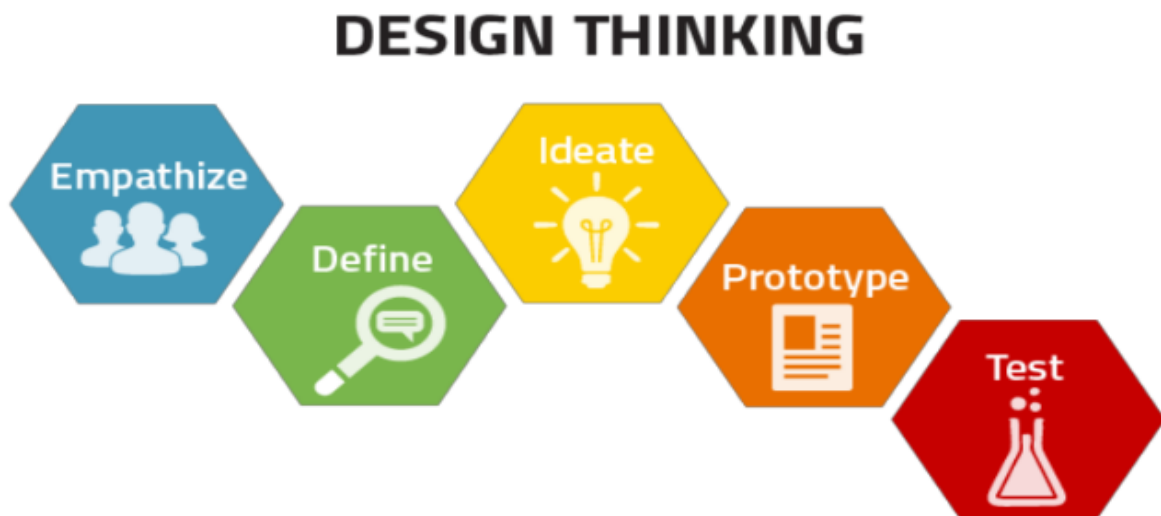 DESIGN THINKING
Empathize
Define
Ideate
Prototype
Test